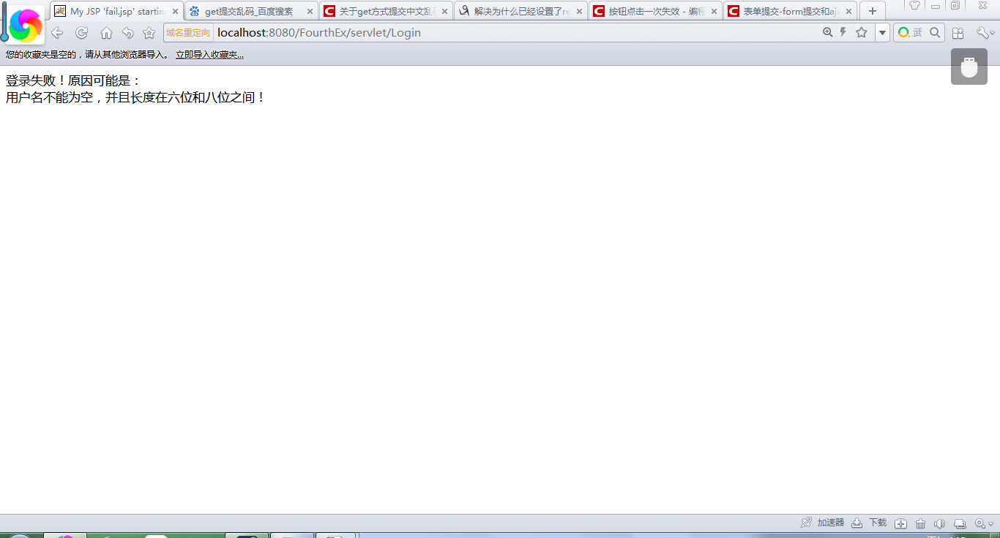 My JSP 'fail.jsp' starting
get提交乱码_百度搜索
关于get方式提交中文乱
解决为什么已经设置了re
按钮点击一次失效 - 编程
表单提交-form提交和aja
域名重定向
localhost:8080/FourthEx/servlet/Login
武
您的收藏夹是空的，请从其他浏览器导入。 立即导入收藏夹...
登录失败！原因可能是：
用户名不能为空，并且长度在六位和八位之间！
加速器
下载